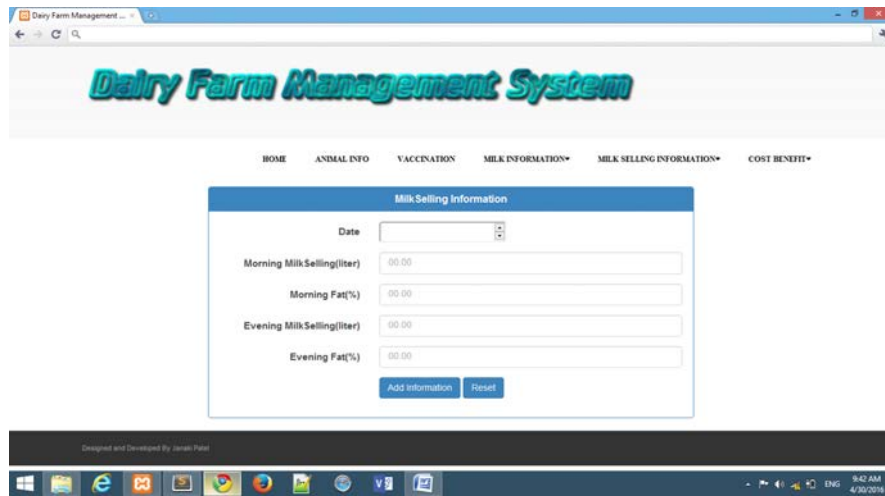 Dairy Farm Management ...
Dairy Farm Management System
HOME ANIMAL INFO VACCINATION MILK INFORMATION▾ MILK SELLING INFORMATION▾ COST BENEFIT▾
MilkSelling Information
Date
Morning MilkSelling(liter) 00.00
Morning Fat(%) 00.00
Evening MilkSelling(liter) 00.00
Evening Fat(%) 00.00
Add Information Reset
Designed and Developed By Janati Patel
ENG 9:42 AM
4/30/2016